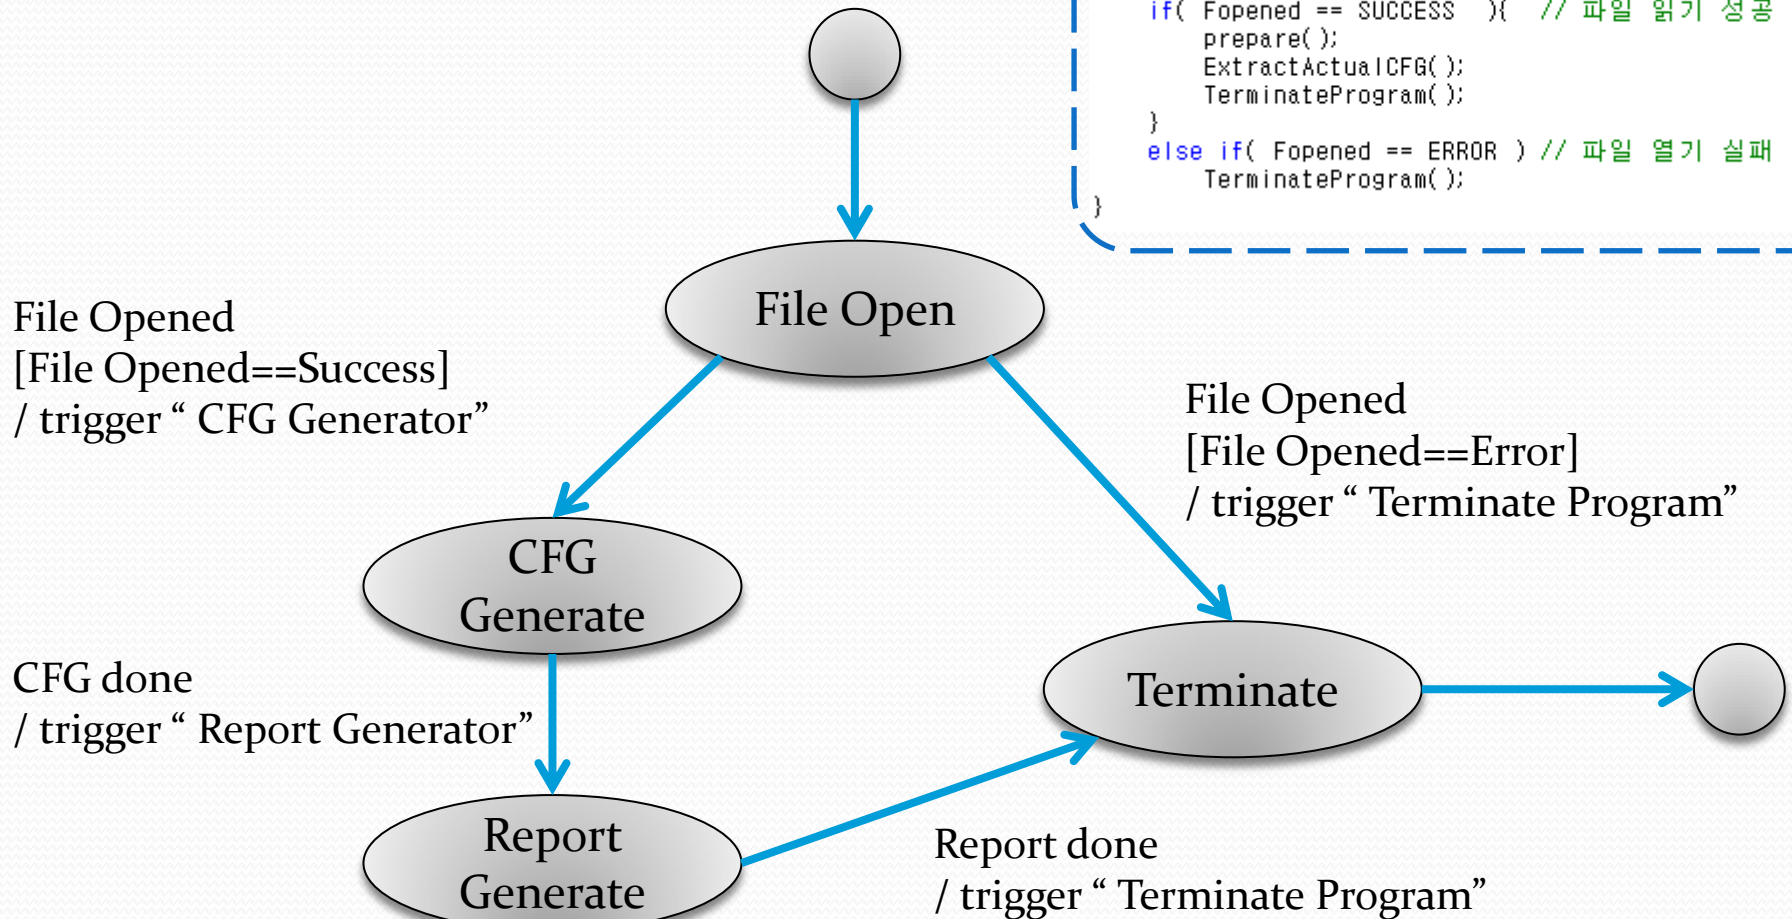 if( Fopened == SUCCESS  ){  // 파일 읽기 성공
prepare();
ExtractActualCFG();
TerminateProgram();
}
else if( Fopened == ERROR ) // 파일 열기 실패
TerminateProgram();
}
File Open
File Opened
[File Opened==Success]
/ trigger “ CFG Generator”
File Opened
[File Opened==Error]
/ trigger “ Terminate Program”
CFG
Generate
CFG done
/ trigger “ Report Generator”
Terminate
Report
Generate
Report done
/ trigger “ Terminate Program”